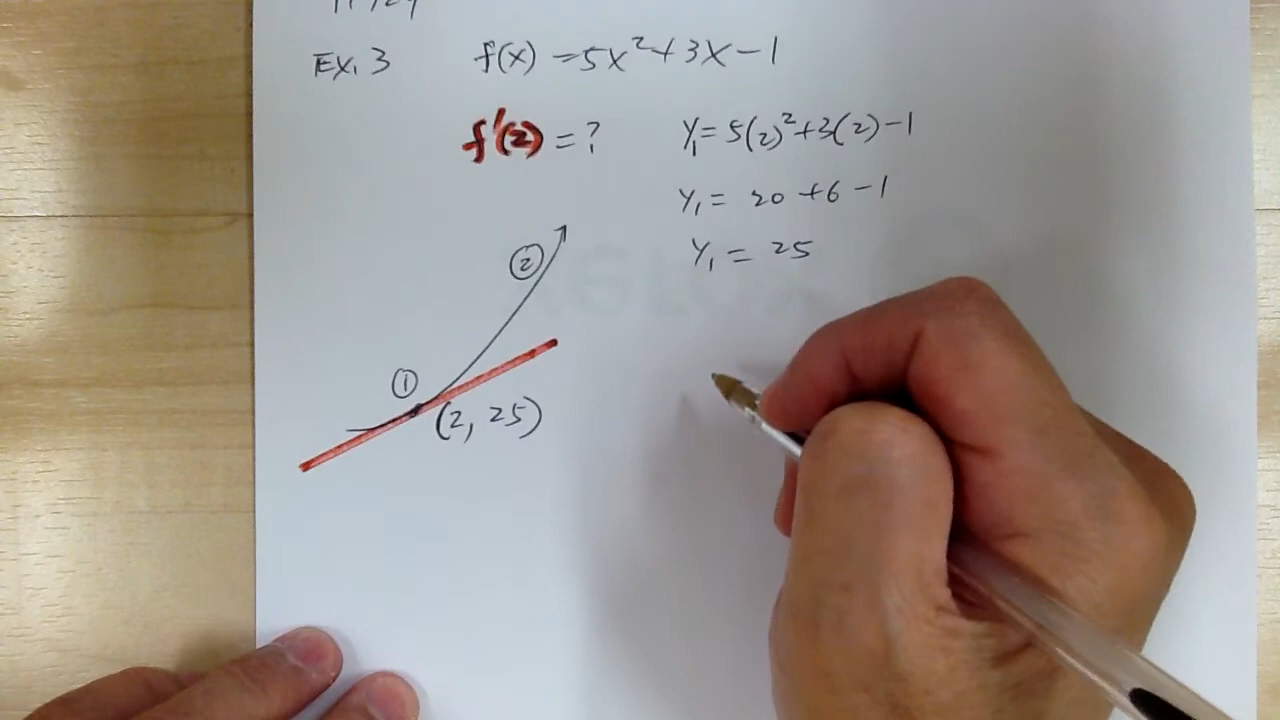 Ex. 3 f(x) = 5x² + 3x - 1
f'(2) = ?
y₁ = 5(2)² + 3(2) - 1
y₁ = 20 + 6 - 1
y₁ = 25
②
①
(2, 25)